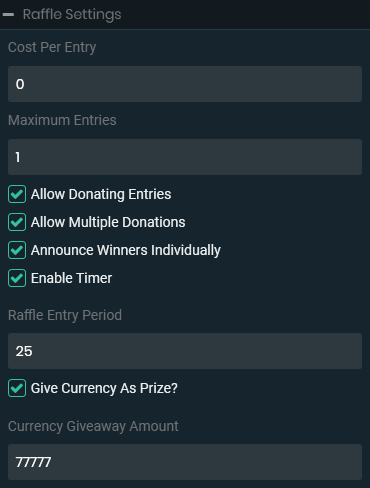 Raffle Settings
Cost Per Entry
0
Maximum Entries
1
Allow Donating Entries
Allow Multiple Donations
Announce Winners Individually
Enable Timer
Raffle Entry Period
25
Give Currency As Prize?
Currency Giveaway Amount
77777